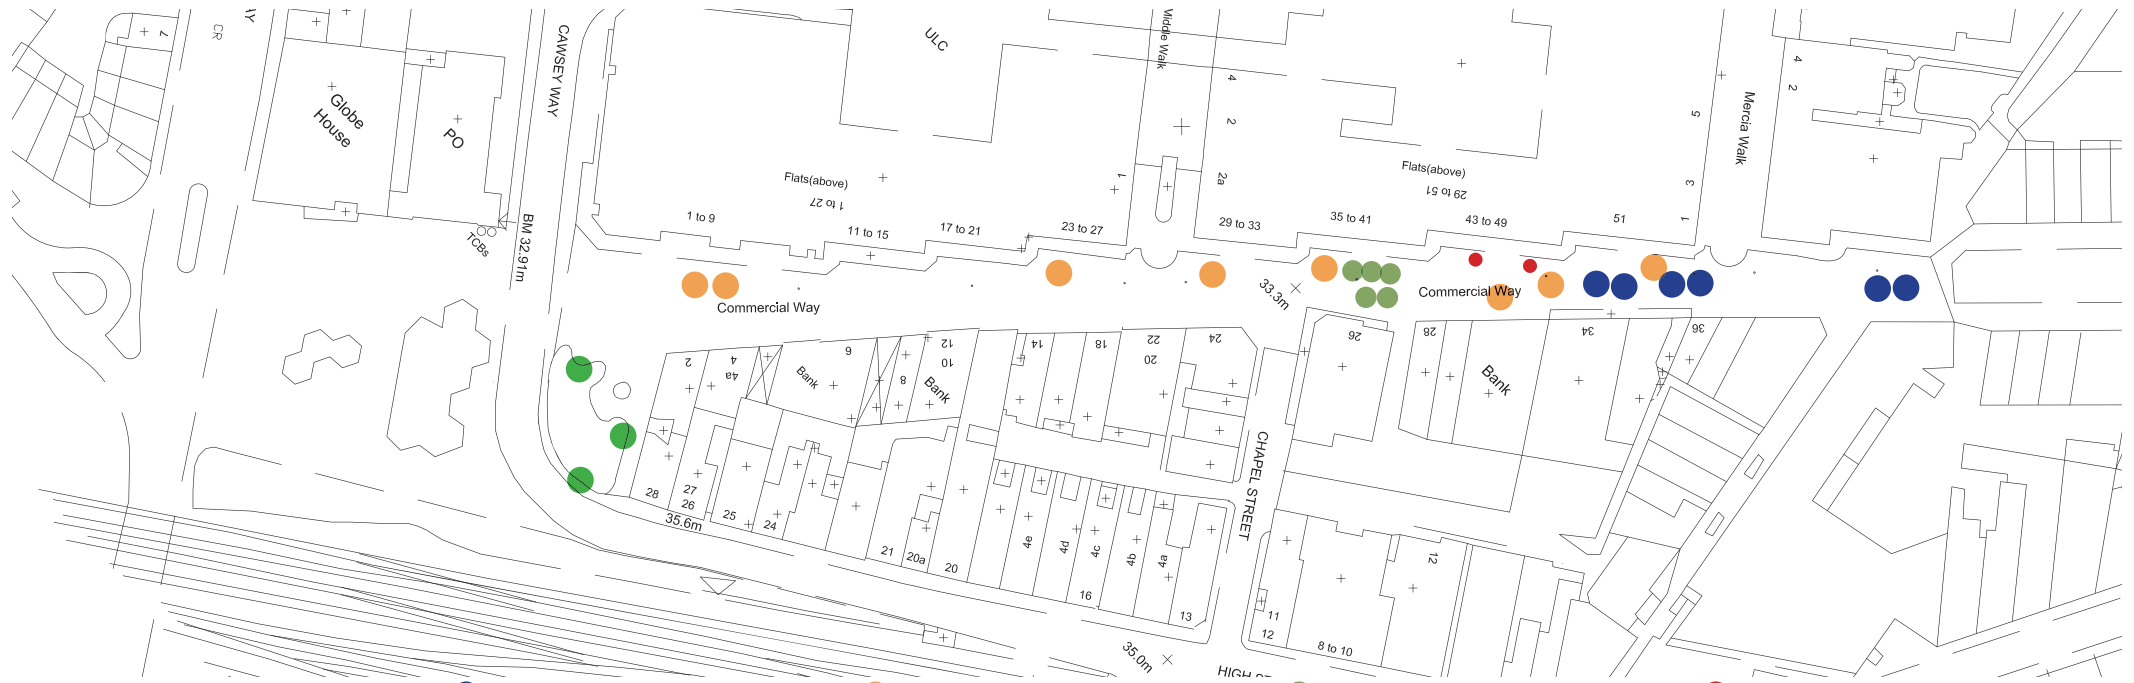 7
CR
Globe
House
PO
TCBs
CAWSEY WAY
BM 32.91m
ULC
Middle Walk
Flats(above)
1 to 27
1 to 9
11 to 15
17 to 21
23 to 27
1
4
2
2a
Flats(above)
29 to 51
29 to 33
35 to 41
43 to 49
51
5
3
1
Mercia Walk
4
2
Commercial Way
33.3m
Commercial Way
2
4
4a
Bank
6
8
12
10
Bank
14
18
22
20
24
26
28
Bank
34
36
CHAPEL STREET
28
27
26
25
24
35.6m
21
20a
20
4e
4d
4c
4b
4a
16
13
11
12
8 to 10
12
35.0m